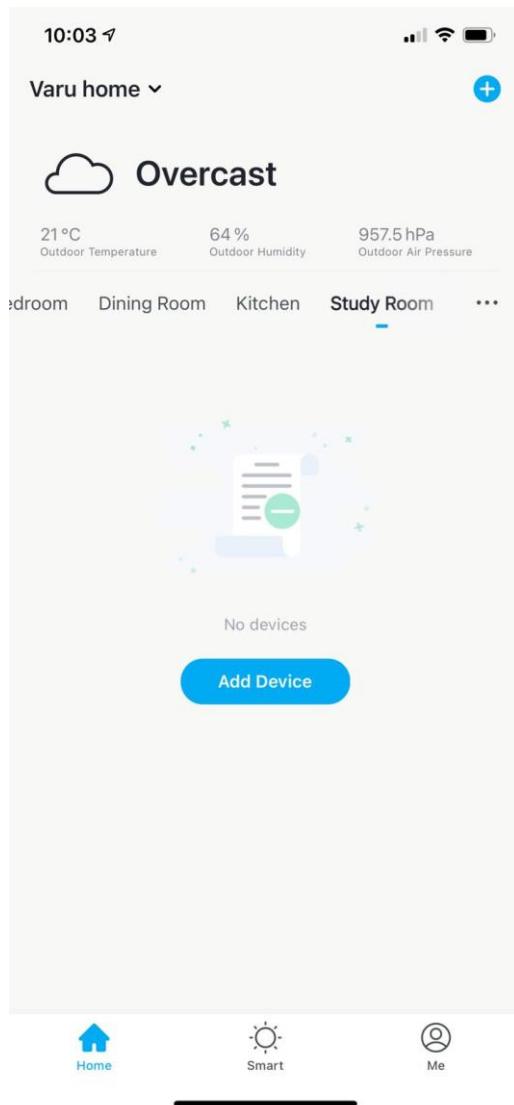 10:03
Varu home
Overcast
21 °C 64 % 957.5 hPa
Outdoor Temperature Outdoor Humidity Outdoor Air Pressure
edroom Dining Room Kitchen Study Room ...
No devices
Add Device
Home Smart Me